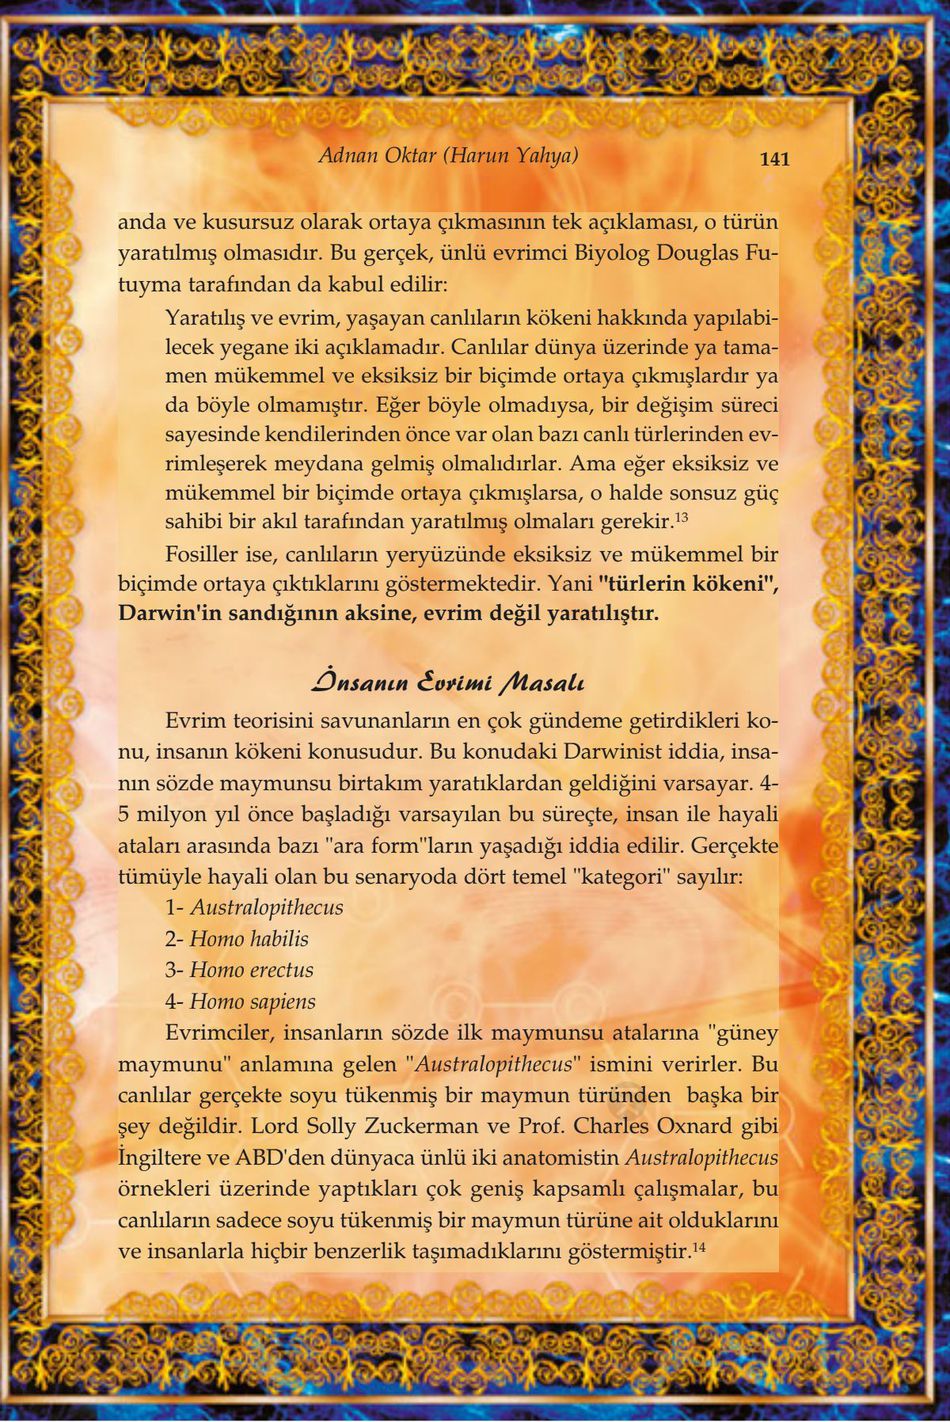 Adnan Oktar (Harun Yahya)
141
anda ve kusursuz olarak ortaya çıkmasının tek açıklaması, o türün
yaratılmış olmasıdır. Bu gerçek, ünlü evrimci Biyolog Douglas Fu-
tuyma tarafından da kabul edilir:
Yaratılış ve evrim, yaşayan canlıların kökeni hakkında yapılabi-
lecek yegane iki açıklamadır. Canlılar dünya üzerinde ya tama-
men mükemmel ve eksiksiz bir biçimde ortaya çıkmışlardır ya
da böyle olmamıştır. Eğer böyle olmadıysa, bir değişim süreci
sayesinde kendilerinden önce var olan bazı canlı türlerinden ev-
rimleşerek meydana gelmiş olmalıdırlar. Ama eğer eksiksiz ve
mükemmel bir biçimde ortaya çıkmışlarsa, o halde sonsuz güç
sahibi bir akıl tarafından yaratılmış olmaları gerekir.13
Fosiller ise, canlıların yeryüzünde eksiksiz ve mükemmel bir
biçimde ortaya çıktıklarını göstermektedir. Yani "türlerin kökeni",
Darwin'in sandığının aksine, evrim değil yaratılıştır.
İnsanın Evrimi Masalı
Evrim teorisini savunanların en çok gündeme getirdikleri ko-
nu, insanın kökeni konusudur. Bu konudaki Darwinist iddia, insa-
nın sözde maymunsu birtakım yaratıklardan geldiğini varsayar. 4-
5 milyon yıl önce başladığı varsayılan bu süreçte, insan ile hayali
ataları arasında bazı "ara form"ların yaşadığı iddia edilir. Gerçekte
tümüyle hayali olan bu senaryoda dört temel "kategori" sayılır:
1- Australopithecus
2- Homo habilis
3- Homo erectus
4- Homo sapiens
Evrimciler, insanların sözde ilk maymunsu atalarına "güney
maymunu" anlamına gelen "Australopithecus" ismini verirler. Bu
canlılar gerçekte soyu tükenmiş bir maymun türünden  başka bir
şey değildir. Lord Solly Zuckerman ve Prof. Charles Oxnard gibi
İngiltere ve ABD'den dünyaca ünlü iki anatomistin Australopithecus
örnekleri üzerinde yaptıkları çok geniş kapsamlı çalışmalar, bu
canlıların sadece soyu tükenmiş bir maymun türüne ait olduklarını
ve insanlarla hiçbir benzerlik taşımadıklarını göstermiştir.14